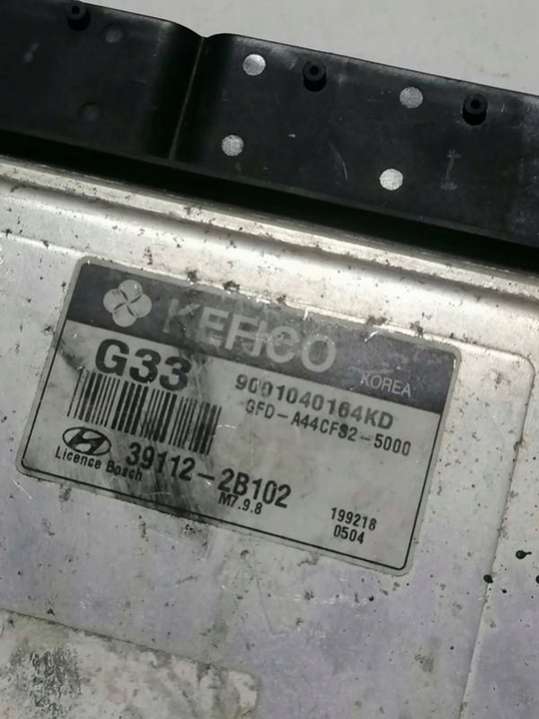 KEFICO
KOREA
G33
9001040164KD
GFD-A44CFS2-5000
39112-2B102
Licence Bosch
M7.9.8
199218
0504